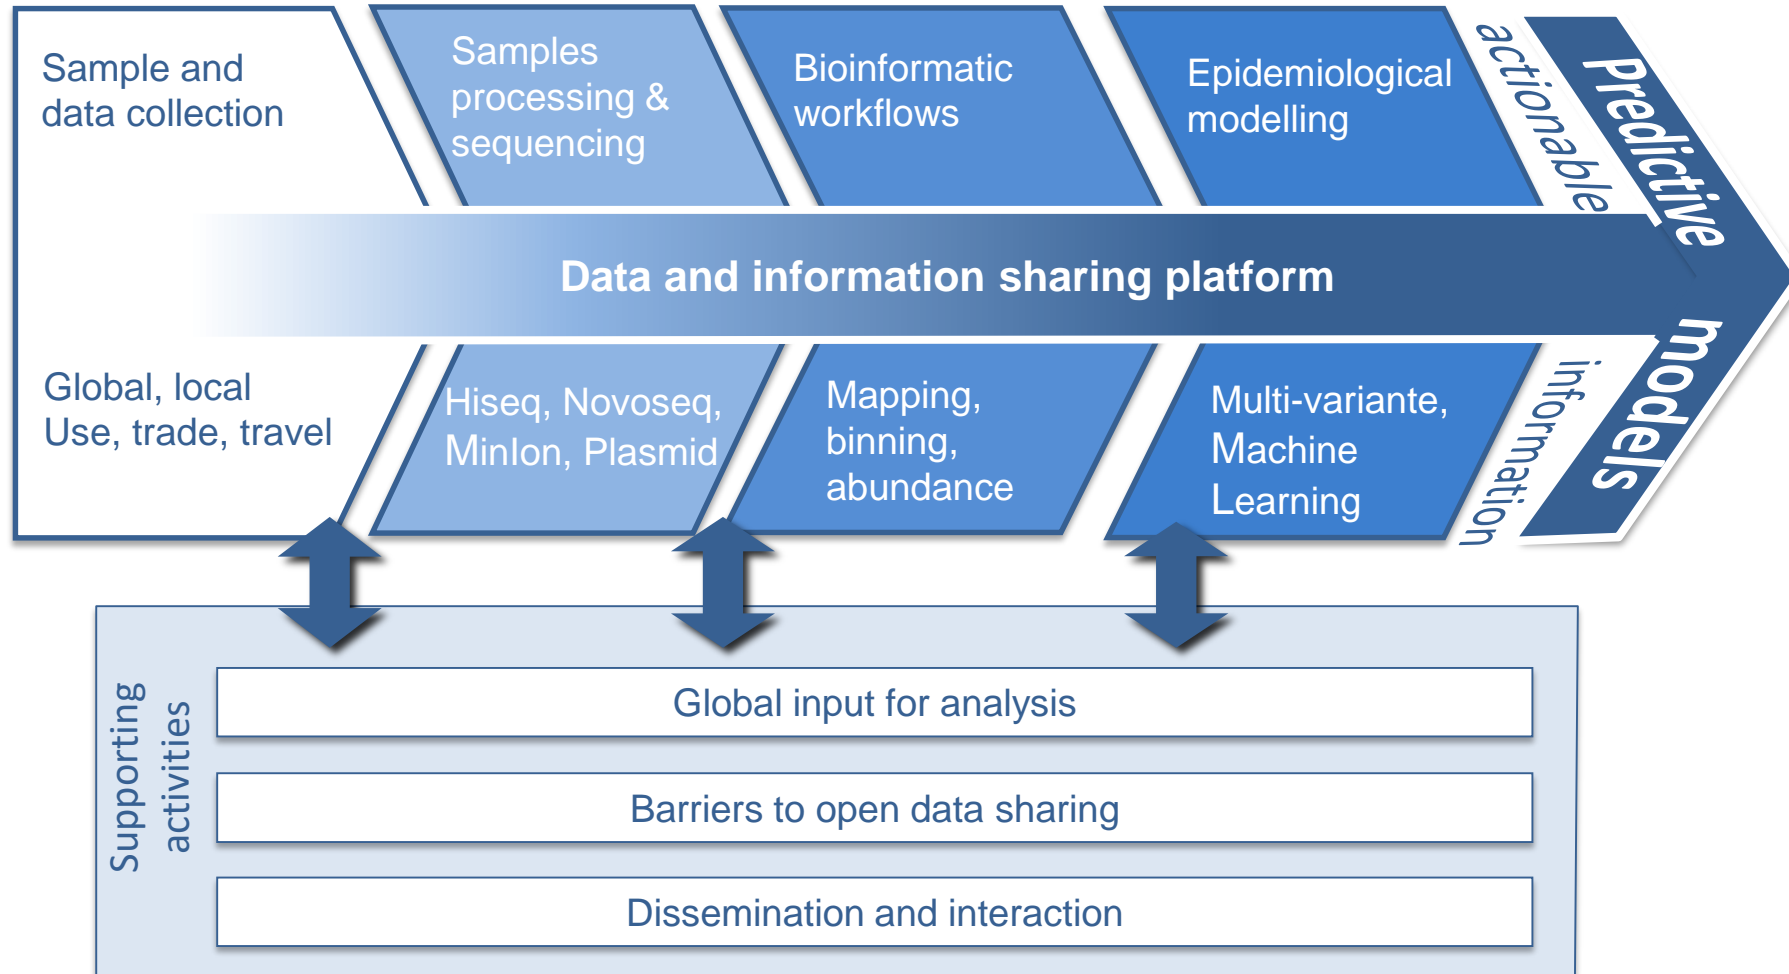 Sample and
data collection
Samples
processing &
sequencing
Bioinformatic
workflows
Epidemiological
modelling
actionable
Predictive
Data and information sharing platform
models
information
Global, local
Use, trade, travel
Hiseq, Novoseq,
MinIon, Plasmid
Mapping,
binning,
abundance
Multi-variante,
Machine
Learning
Supporting
activities
Global input for analysis
Barriers to open data sharing
Dissemination and interaction